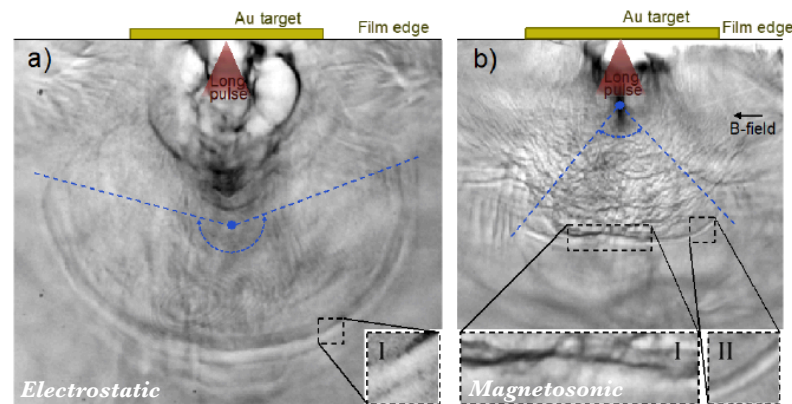 Au target
Film edge
a)
Long
pulse
I
Electrostatic
Au target
Film edge
b)
Long
pulse
B-field
I
II
Magnetosonic